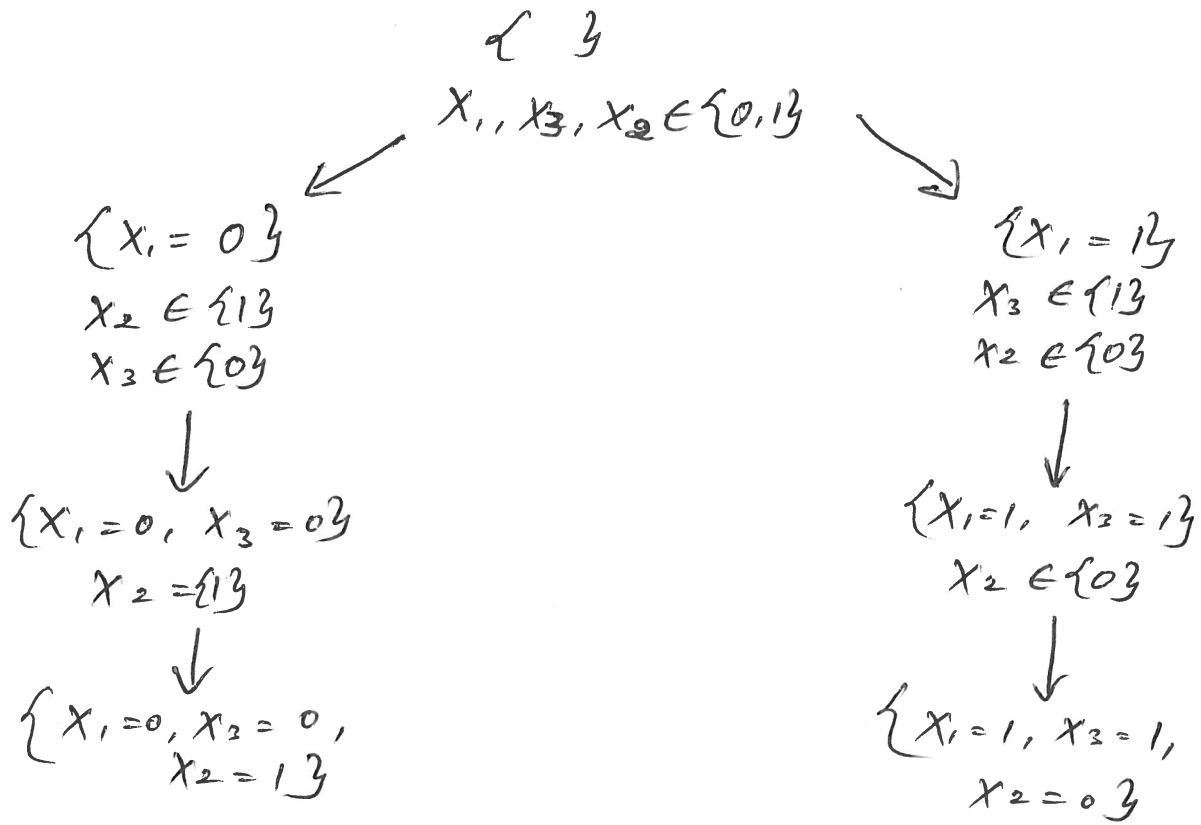 { }
X₁, X₃, X₂ ∈ {0,1}
{X₁ = 0}
X₂ ∈ {1}
X₃ ∈ {0}
{X₁ = 0, X₃ = 0}
X₂ = {1}
{X₁ = 0, X₃ = 0,
X₂ = 1}
{X₁ = 1}
X₃ ∈ {1}
X₂ ∈ {0}
{X₁ = 1, X₃ = 1}
X₂ ∈ {0}
{X₁ = 1, X₃ = 1,
X₂ = 0}